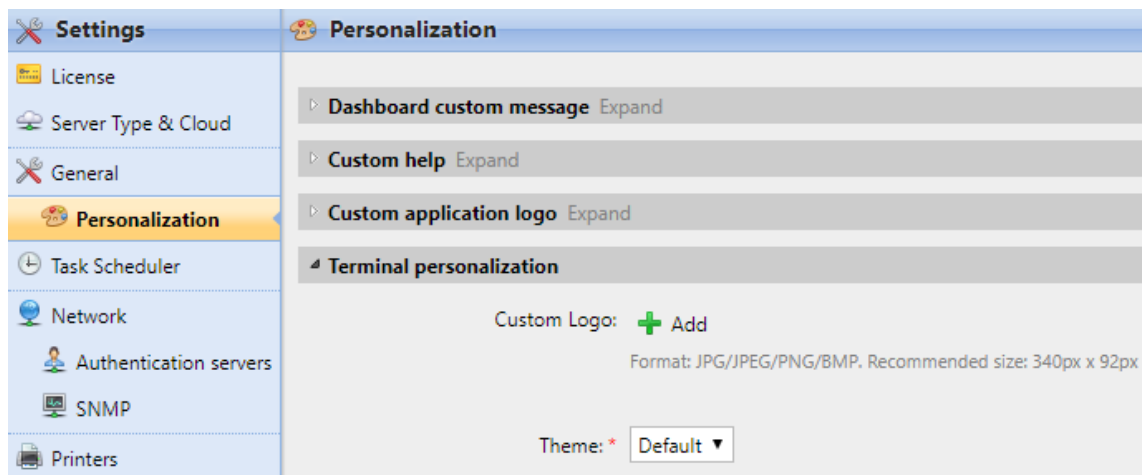 Settings
License
Server Type & Cloud
General
Personalization
Task Scheduler
Network
Authentication servers
SNMP
Printers
Personalization
Dashboard custom message Expand
Custom help Expand
Custom application logo Expand
Terminal personalization
Custom Logo: Add
Format: JPG/JPEG/PNG/BMP. Recommended size: 340px x 92px
Theme: * Default